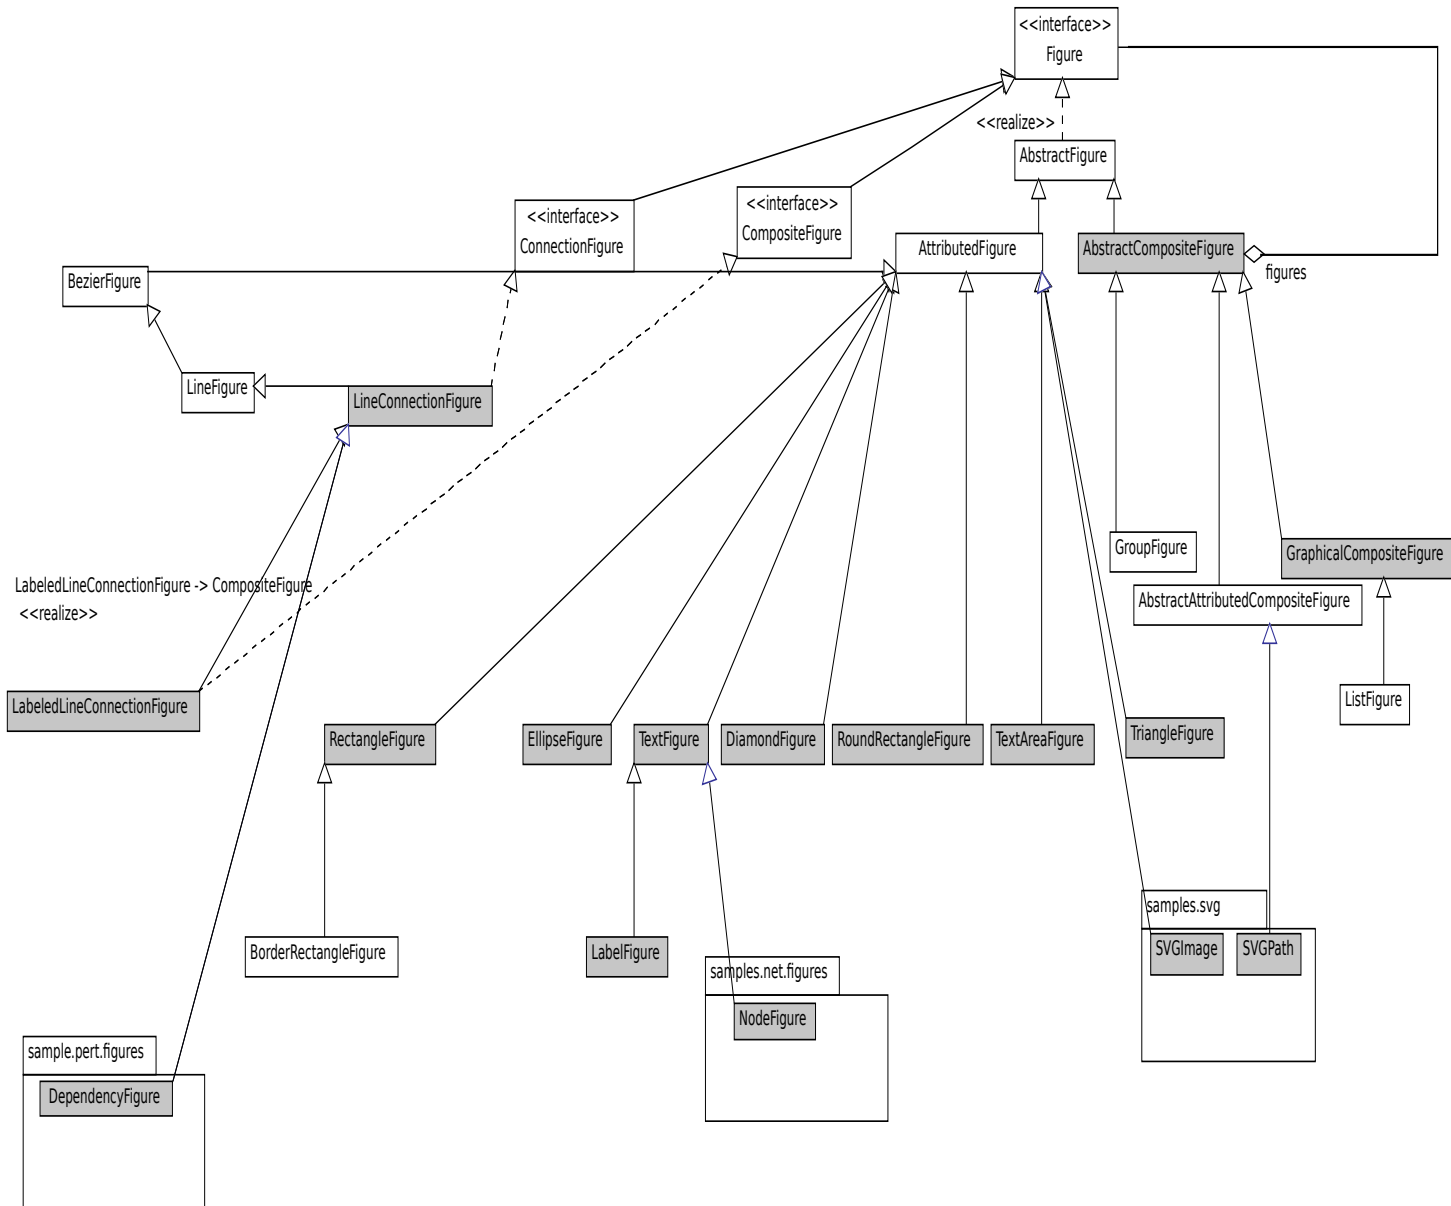 <<interface>>
Figure
<<realize>>
AbstractFigure
<<interface>>
CompositeFigure
<<interface>>
ConnectionFigure
AttributedFigure
AbstractCompositeFigure
figures
BezierFigure
LineFigure
LineConnectionFigure
GroupFigure
GraphicalCompositeFigure
LabeledLineConnectionFigure -> CompositeFigure
<<realize>>
AbstractAttributedCompositeFigure
LabeledLineConnectionFigure
ListFigure
RectangleFigure
EllipseFigure
TextFigure
DiamondFigure
RoundRectangleFigure
TextAreaFigure
TriangleFigure
samples.svg
BorderRectangleFigure
LabelFigure
SVGImage
SVGPath
samples.net.figures
NodeFigure
sample.pert.figures
DependencyFigure